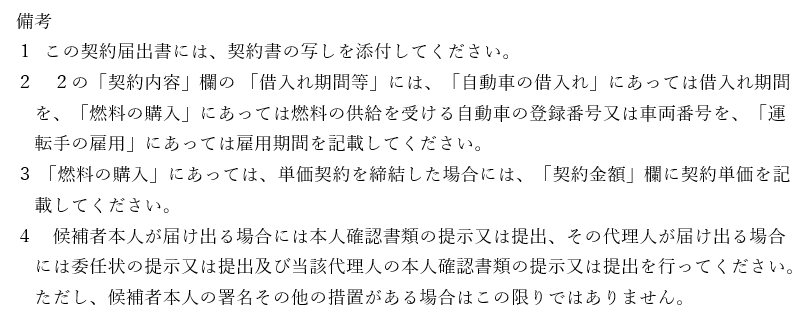 備考
１ この契約届出書には、契約書の写しを添付してください。
２ ２の「契約内容」欄の 「借入れ期間等」には、「自動車の借入れ」にあっては借入れ期間
を、「燃料の購入」にあっては燃料の供給を受ける自動車の登録番号又は車両番号を、「運
転手の雇用」にあっては雇用期間を記載してください。
３ 「燃料の購入」にあっては、単価契約を締結した場合には、「契約金額」欄に契約単価を記
載してください。
４ 候補者本人が届け出る場合には本人確認書類の提示又は提出、その代理人が届け出る場合
には委任状の提示又は提出及び当該代理人の本人確認書類の提示又は提出を行ってください。
ただし、候補者本人の署名その他の措置がある場合はこの限りではありません。